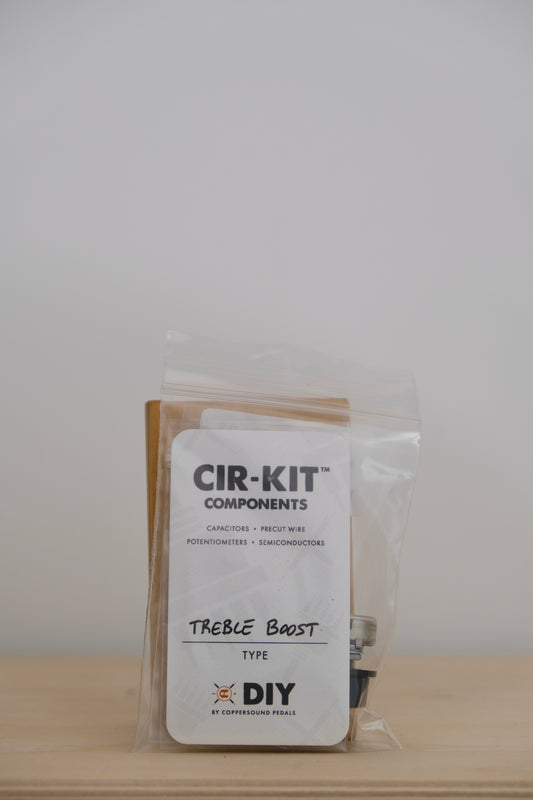 CIR-KIT™
COMPONENTS
CAPACITORS • PRECUT WIRE
POTENTIOMETERS • SEMICONDUCTORS
TREBLE BOOST
TYPE
DIY
BY COPPERSOUND PEDALS